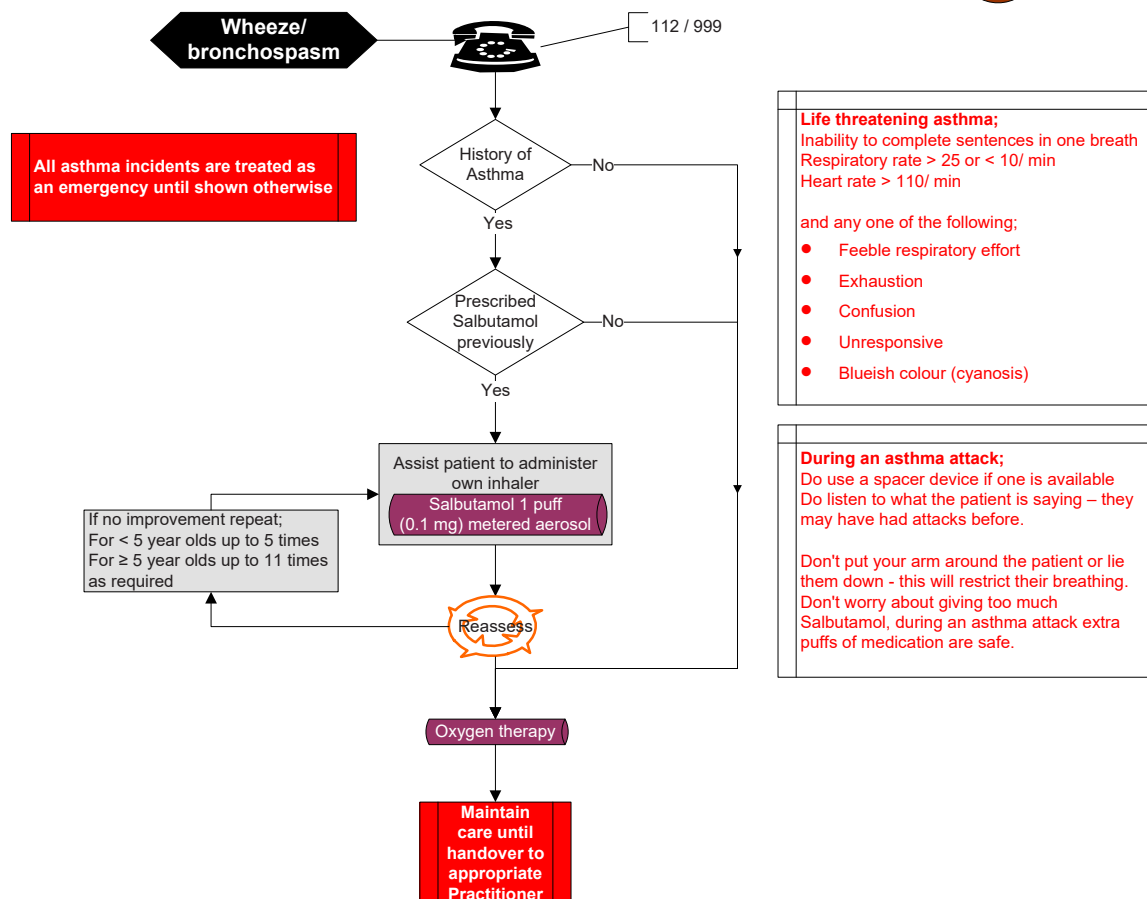 Wheeze/
bronchospasm
112 / 999
All asthma incidents are treated as
an emergency until shown otherwise
History of
Asthma
No
Yes
Prescribed
Salbutamol
previously
No
Yes
Assist patient to administer
own inhaler
Salbutamol 1 puff
(0.1 mg) metered aerosol
If no improvement repeat;
For < 5 year olds up to 5 times
For ≥ 5 year olds up to 11 times
as required
Reassess
Oxygen therapy
Maintain
care until
handover to
appropriate
Practitioner
Life threatening asthma;
Inability to complete sentences in one breath
Respiratory rate > 25 or < 10/ min
Heart rate > 110/ min
and any one of the following;
● Feeble respiratory effort
● Exhaustion
● Confusion
● Unresponsive
● Blueish colour (cyanosis)
During an asthma attack;
Do use a spacer device if one is available
Do listen to what the patient is saying – they
may have had attacks before.
Don't put your arm around the patient or lie
them down - this will restrict their breathing.
Don't worry about giving too much
Salbutamol, during an asthma attack extra
puffs of medication are safe.